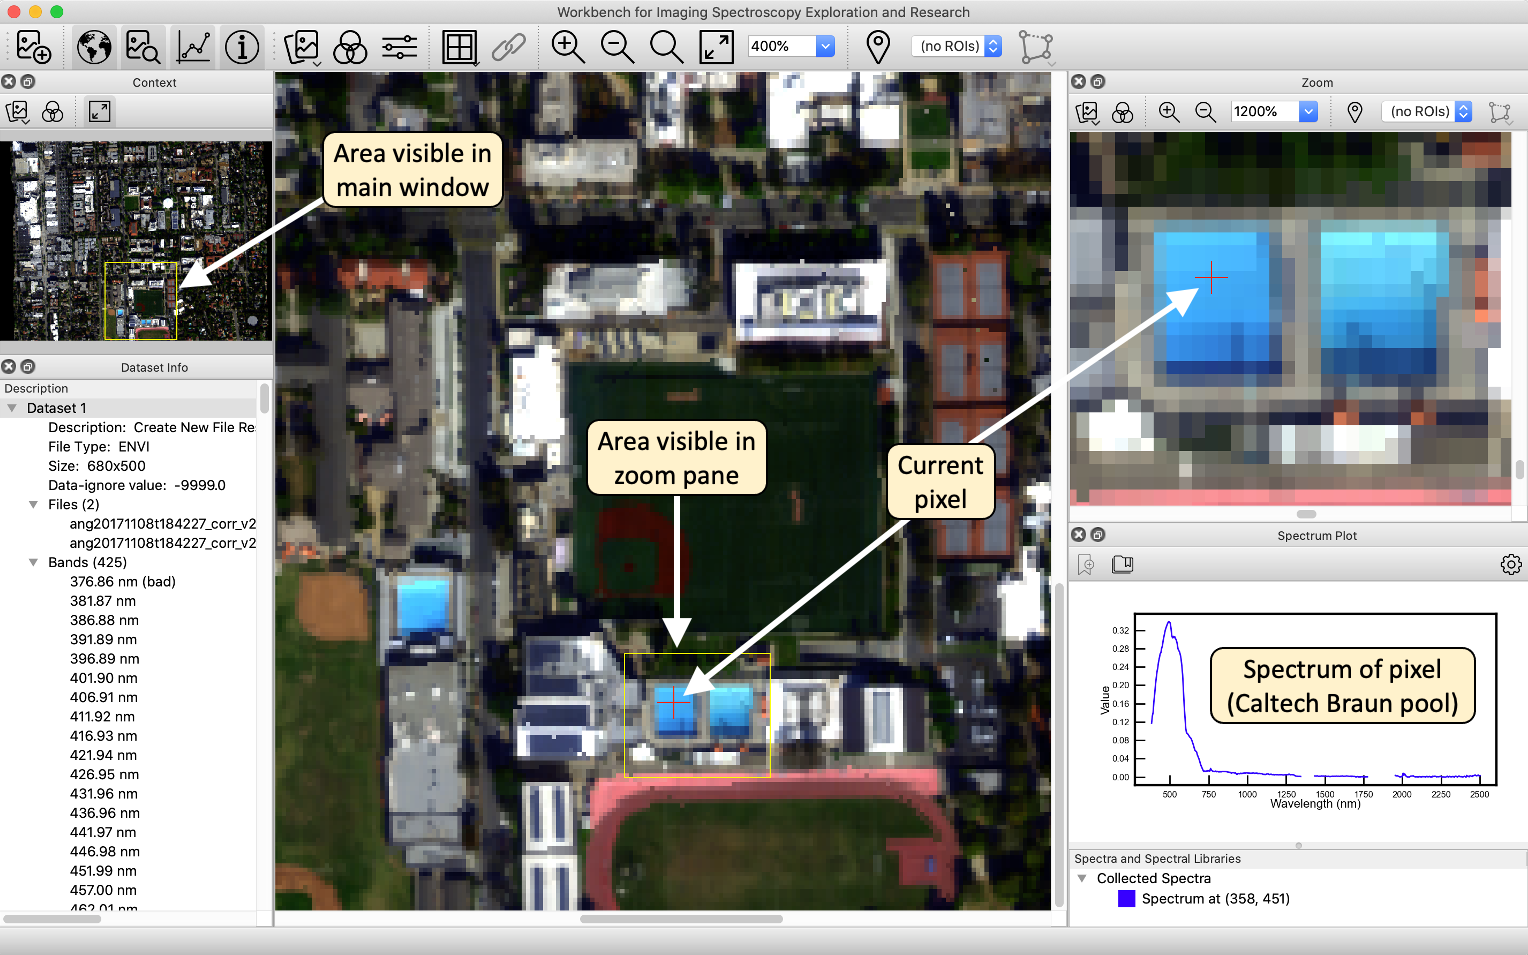 Workbench for Imaging Spectroscopy Exploration and Research
400%
(no ROIs)
Context
Area visible in
main window
Dataset Info
Description
Dataset 1
Description: Create New File Re
File Type: ENVI
Size: 680x500
Data-ignore value: -9999.0
Files (2)
ang20171108t184227_corr_v2
ang20171108t184227_corr_v2
Bands (425)
376.86 nm (bad)
381.87 nm
386.88 nm
391.89 nm
396.89 nm
401.90 nm
406.91 nm
411.92 nm
416.93 nm
421.94 nm
426.95 nm
431.96 nm
436.96 nm
441.97 nm
446.98 nm
451.99 nm
457.00 nm
462.01 nm
Area visible in
zoom pane
Current
pixel
Zoom
1200%
(no ROIs)
Spectrum Plot
Spectrum of pixel
(Caltech Braun pool)
Value
0.32
0.28
0.24
0.20
0.16
0.12
0.08
0.04
0.00
500 750 1000 1250 1500 1750 2000 2250 2500
Wavelength (nm)
Spectra and Spectral Libraries
Collected Spectra
Spectrum at (358, 451)